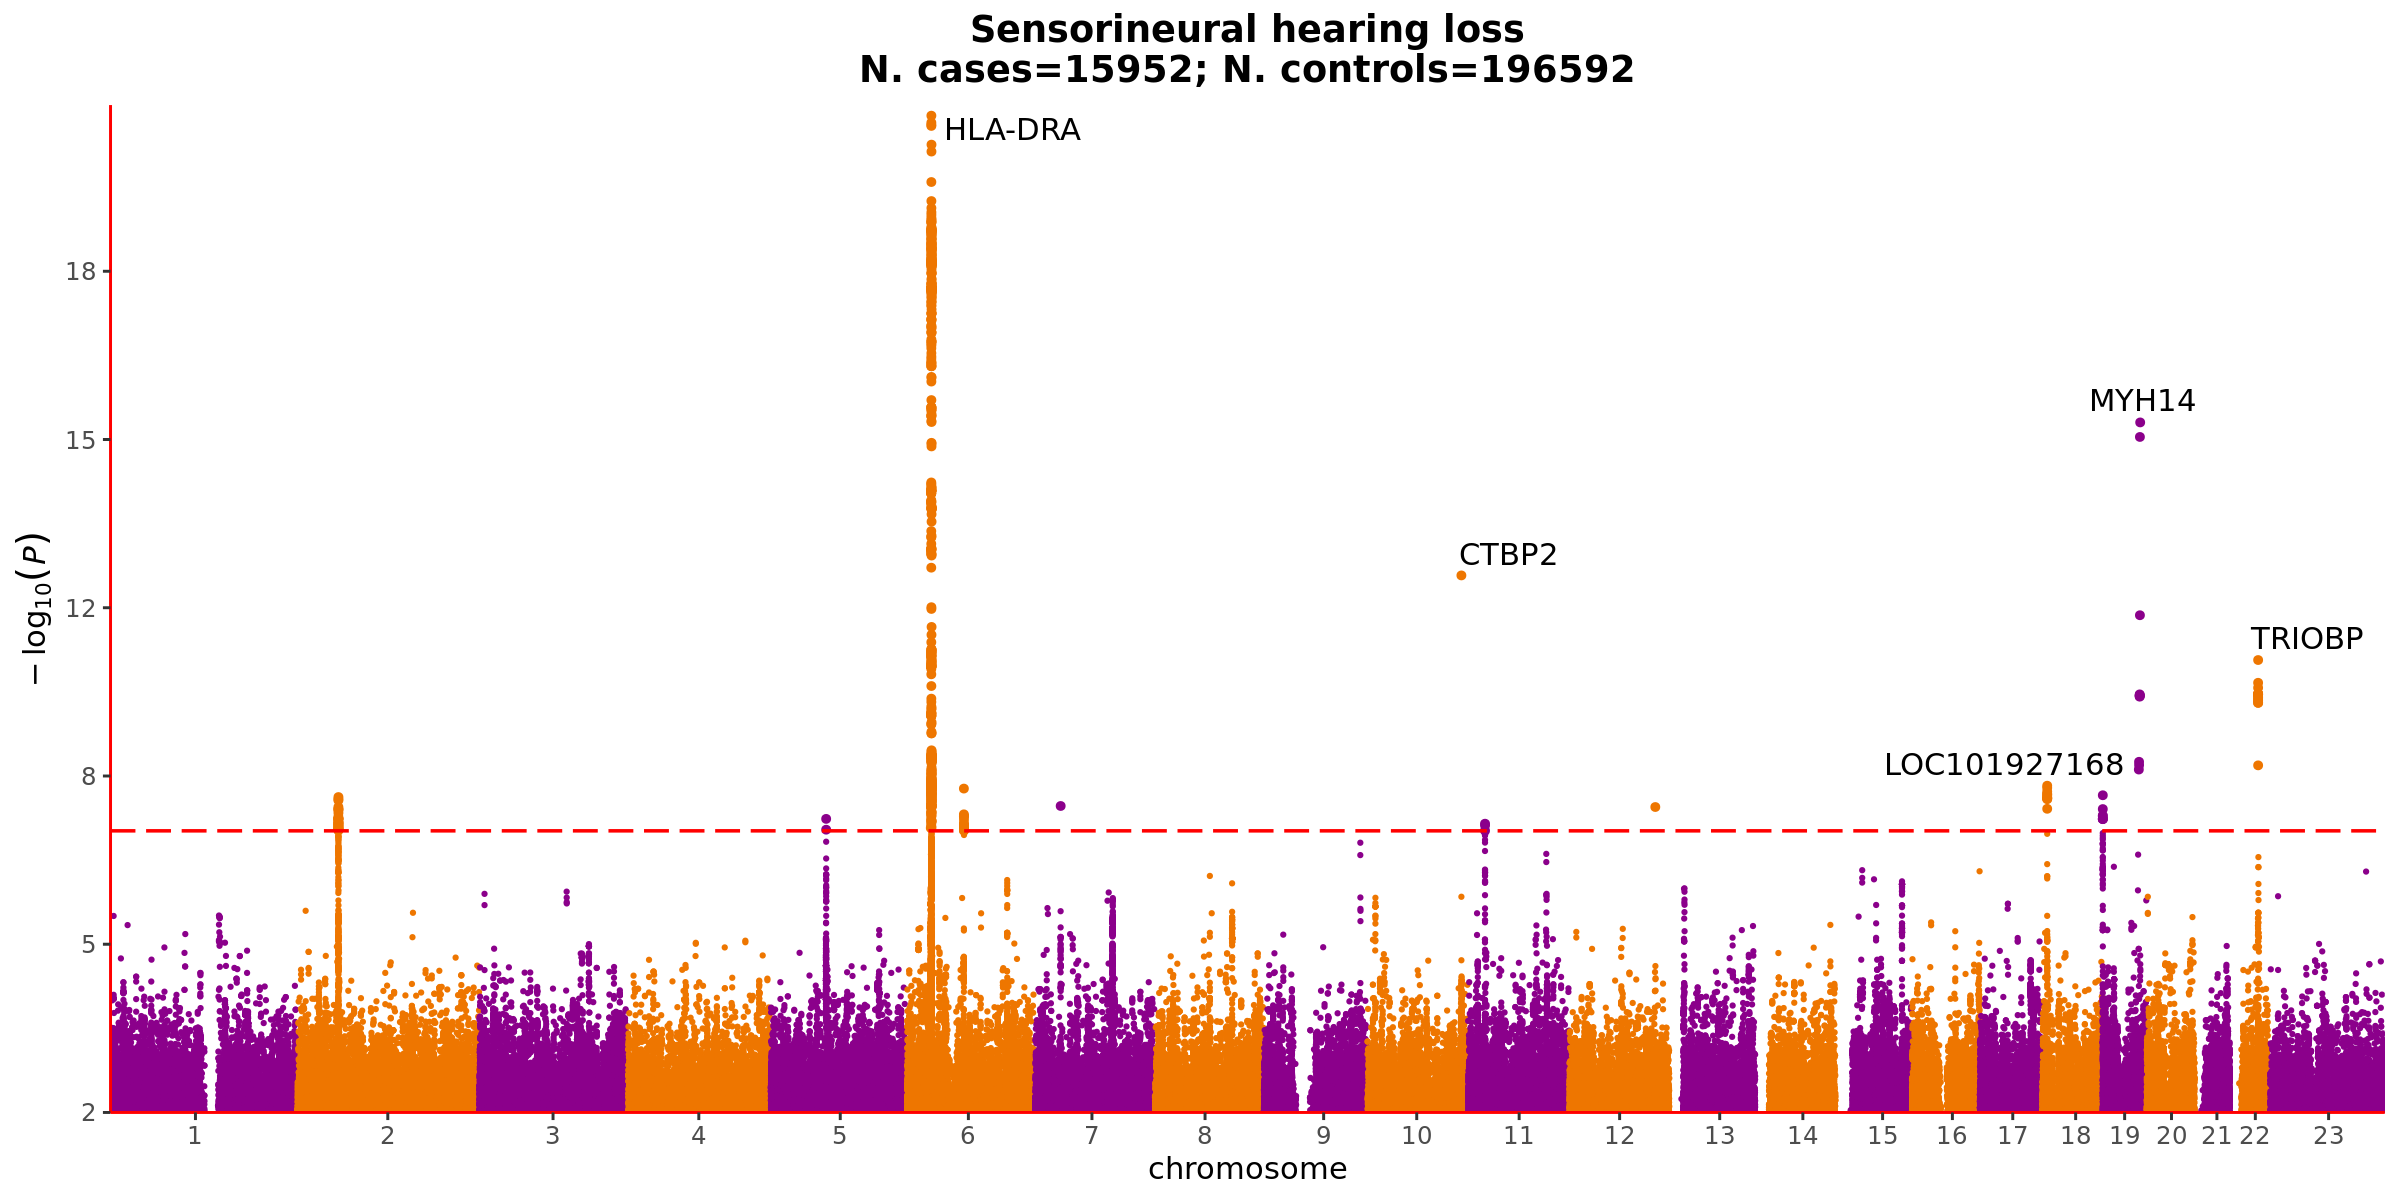 Sensorineural hearing loss
N. cases=15952; N. controls=196592
HLA-DRA
18
MYH14
15
CTBP2
12
TRIOBP
LOC101927168
8
5
2
− log10(P)
1 2 3 4 5 6 7 8 9 10 11 12 13 14 15 16 17 18 19 20 21 22 23
chromosome